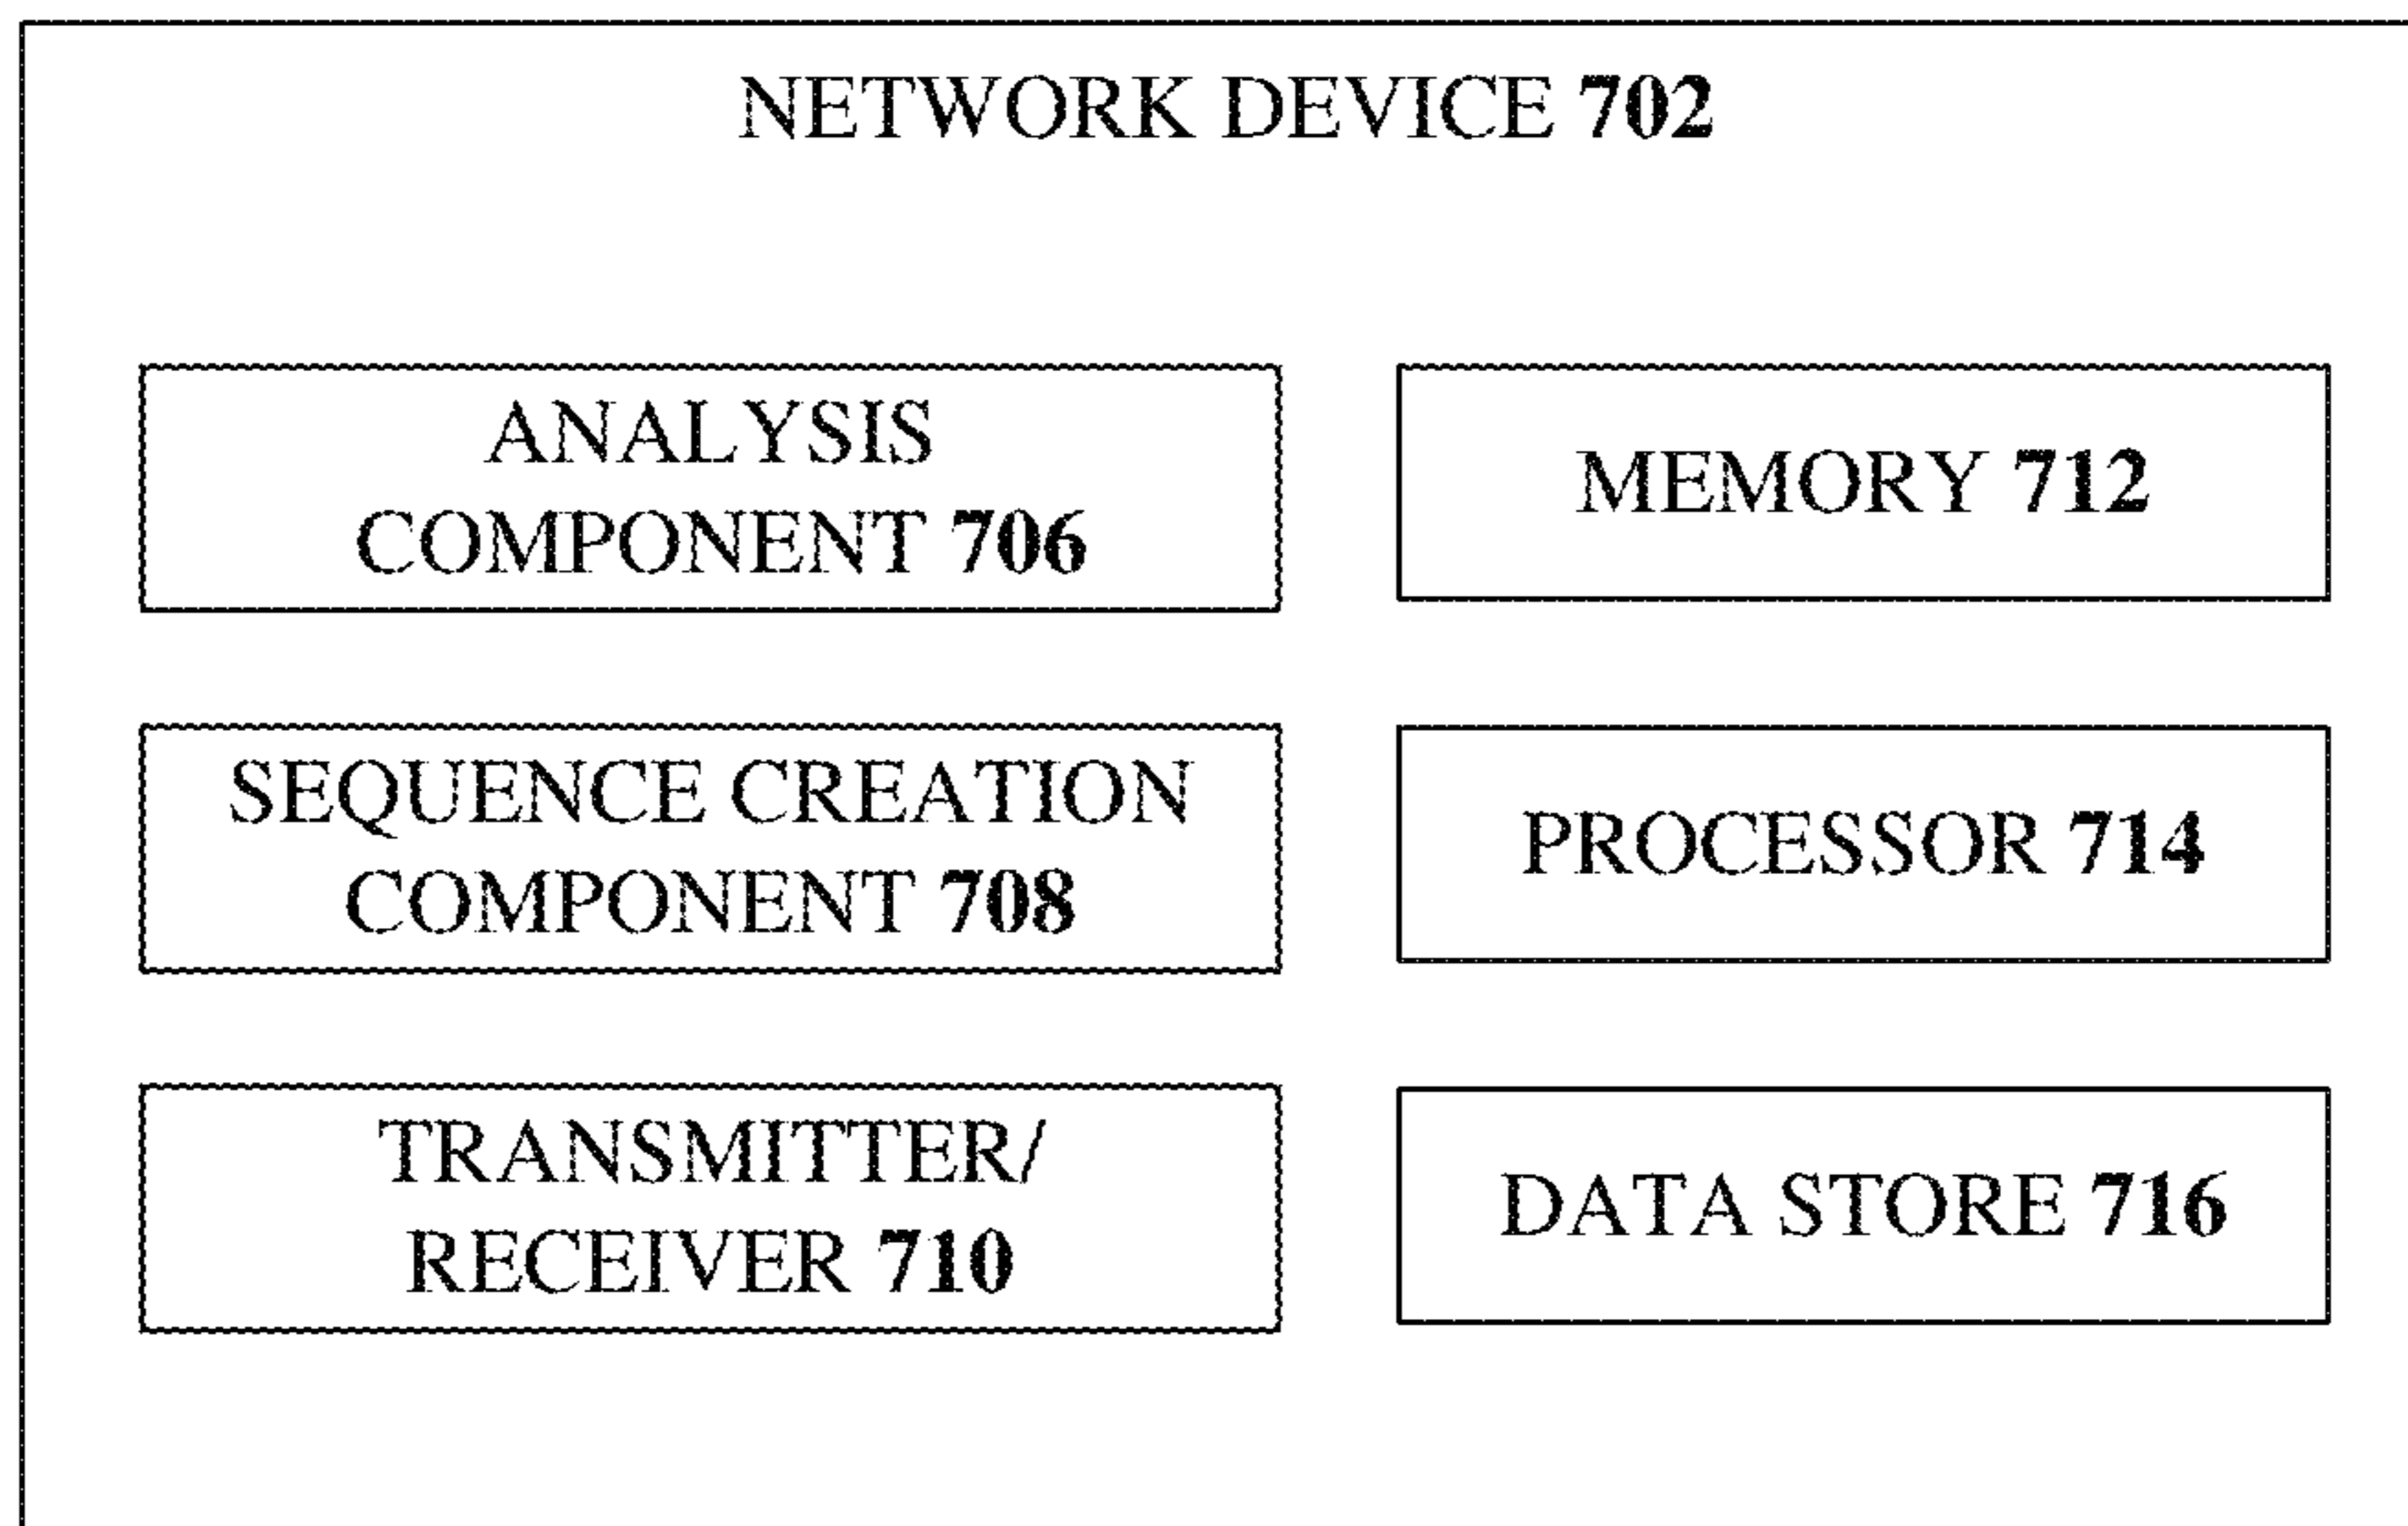 NETWORK DEVICE 702
ANALYSIS
COMPONENT 706
MEMORY 712
SEQUENCE CREATION
COMPONENT 708
PROCESSOR 714
TRANSMITTER/
RECEIVER 710
DATA STORE 716